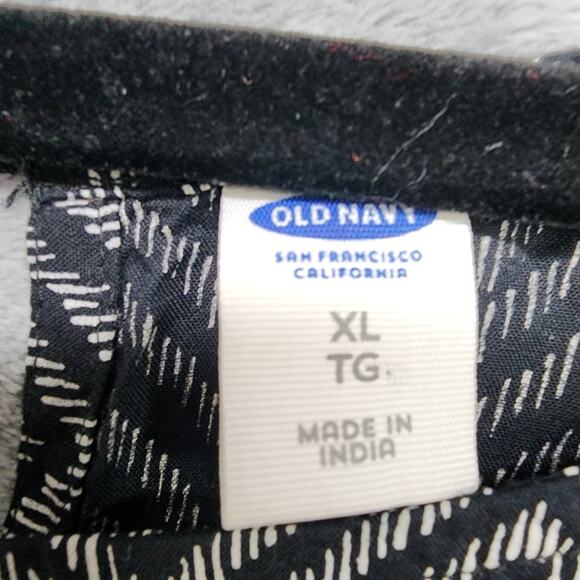 OLD NAVY
SAN FRANCISCO
CALIFORNIA
XL
TG
MADE IN
INDIA